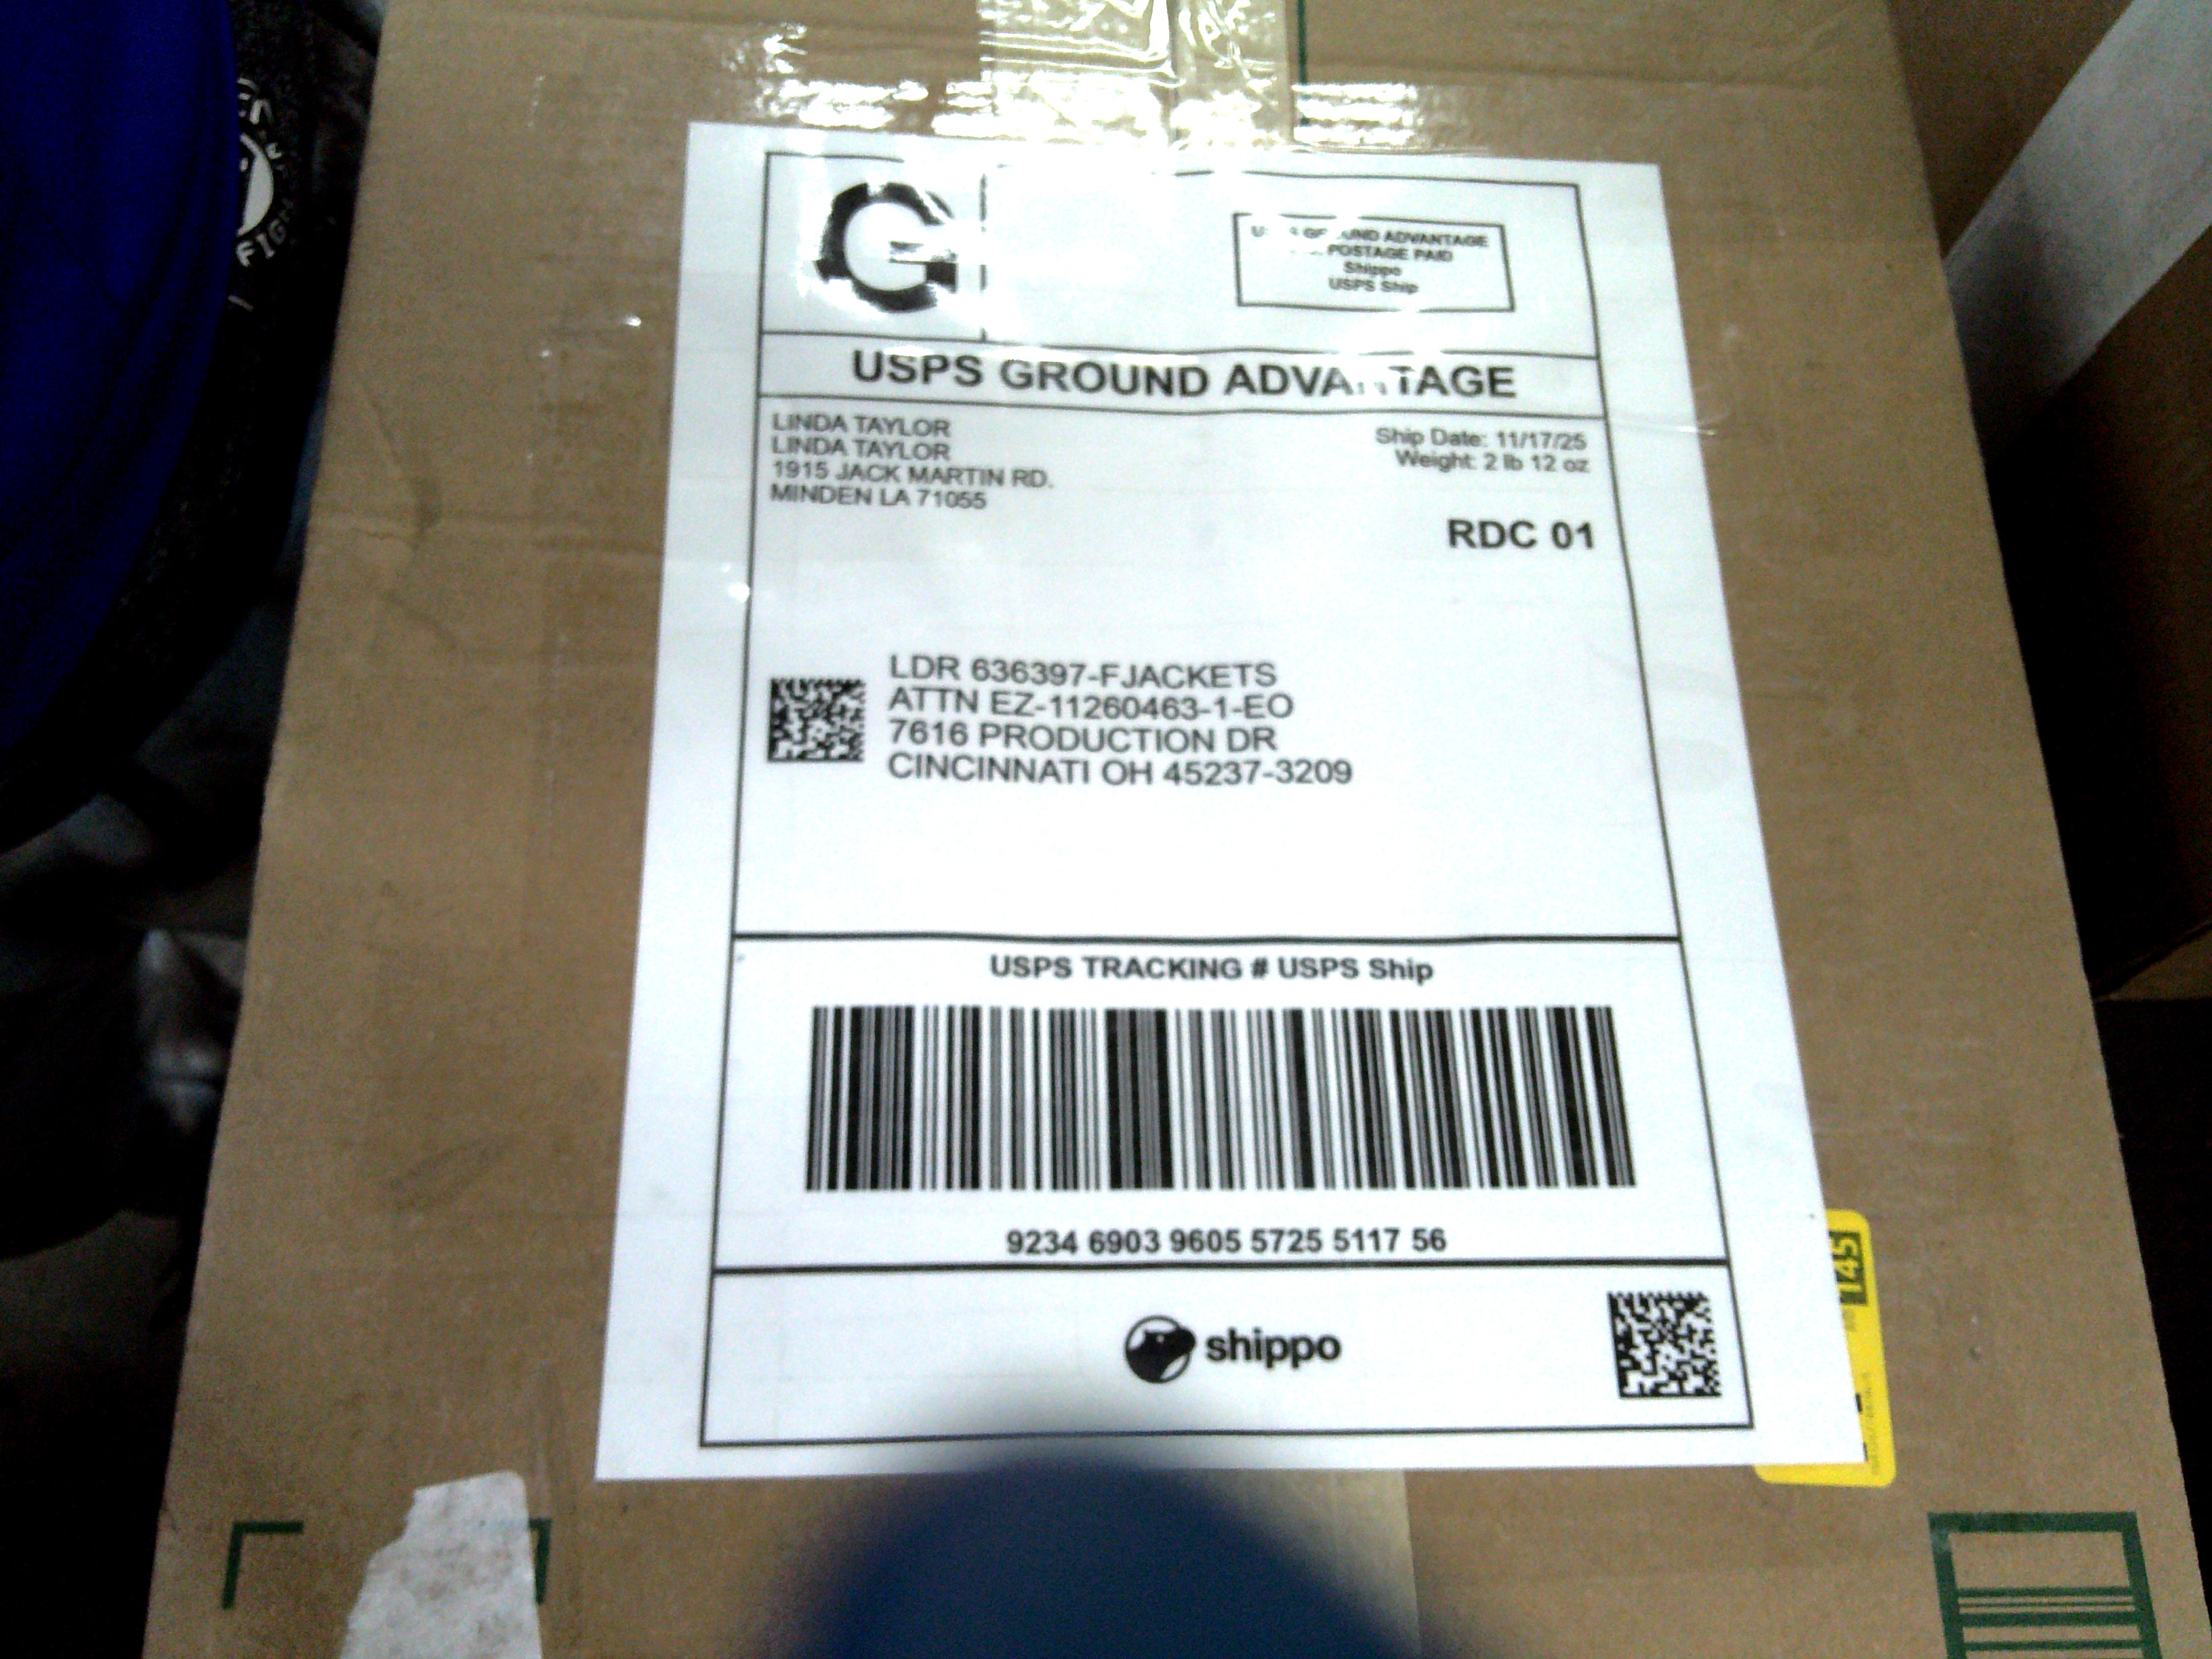 G
GROUND ADVANTAGE
POSTAGE PAID
Shippo
USPS Ship
USPS GROUND
LINDA TAYLOR
LINDA TAYLOR
1915 JACK MARTIN RD.
MINDEN LA 71055
Ship Date: 11/17/25
Weight: 2 lb 12 oz
RDC 01
LDR 636397-FJACKETS
ATTN EZ-11260463-1-EO
7616 PRODUCTION DR
CINCINNATI OH 45237-3209
USPS TRACKING # USPS Ship
9234 6903 9605 5725 5117 56
shippo
145